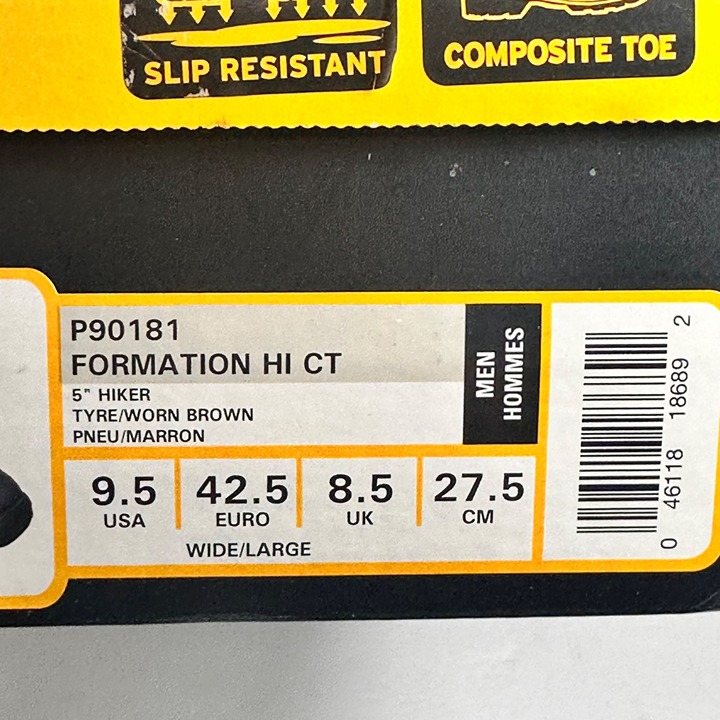 SLIP RESISTANT
COMPOSITE TOE
P90181
FORMATION HI CT
5" HIKER
TYRE/WORN BROWN
PNEU/MARRON
MEN
HOMMES
9.5 42.5 8.5 27.5
USA EURO UK CM
WIDE/LARGE
0 46118 18689 2